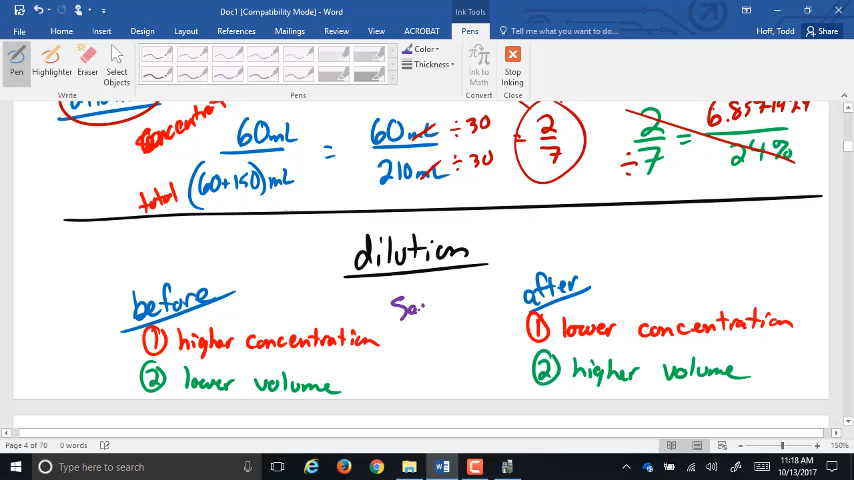 Doc1 [Compatibility Mode] - Word
Ink Tools
File Home Insert Design Layout References Mailings Review View ACROBAT Pens Tell me what you want to do Hoff, Todd Share
Pen Highlighter Eraser Select Objects
Color
Thickness
Ink to Math
Stop Inking
Write Pens Convert Close
concentration 60mL = 60mL ÷30 = 2 2 = 6.857142
total (60+150)mL 210mL ÷30 7 ÷ 7 24%
dilution
before
Sa
after
① higher concentration
① lower concentration
② lower volume
② higher volume
Page 4 of 70 0 words
150%
Type here to search
11:18 AM
10/13/2017